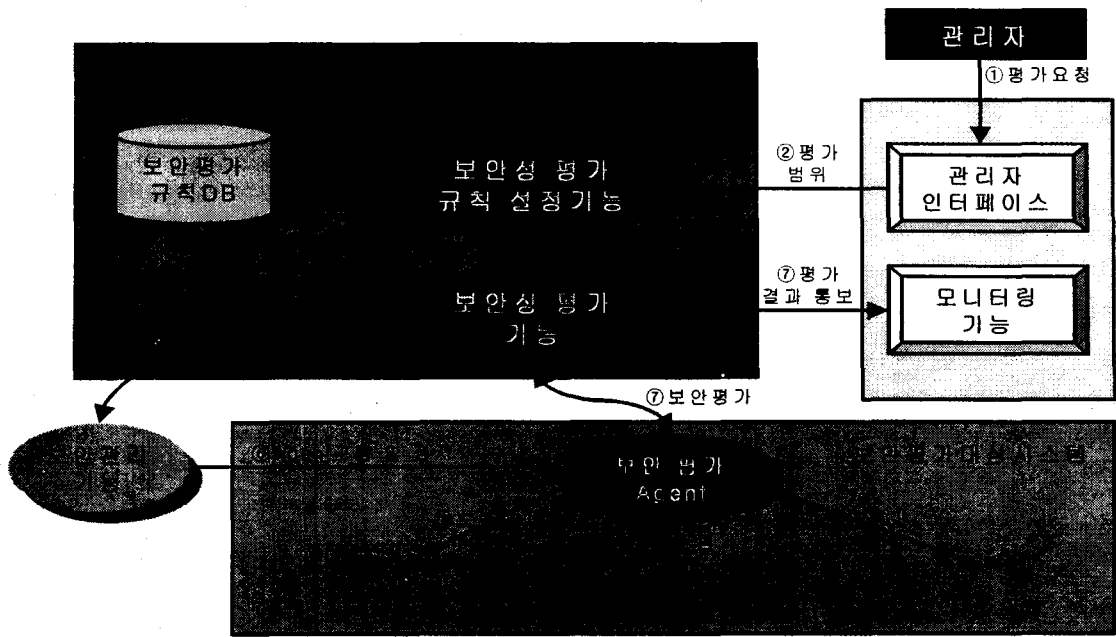 관리자
①평가요청
보안평가
규칙DB
보안성 평가
규칙 설정기능
②평가
범위
관리자
인터페이스
보안성 평가
기능
⑦평가
결과 통보
모니터링
기능
⑦보안평가
보안 평가
Agent